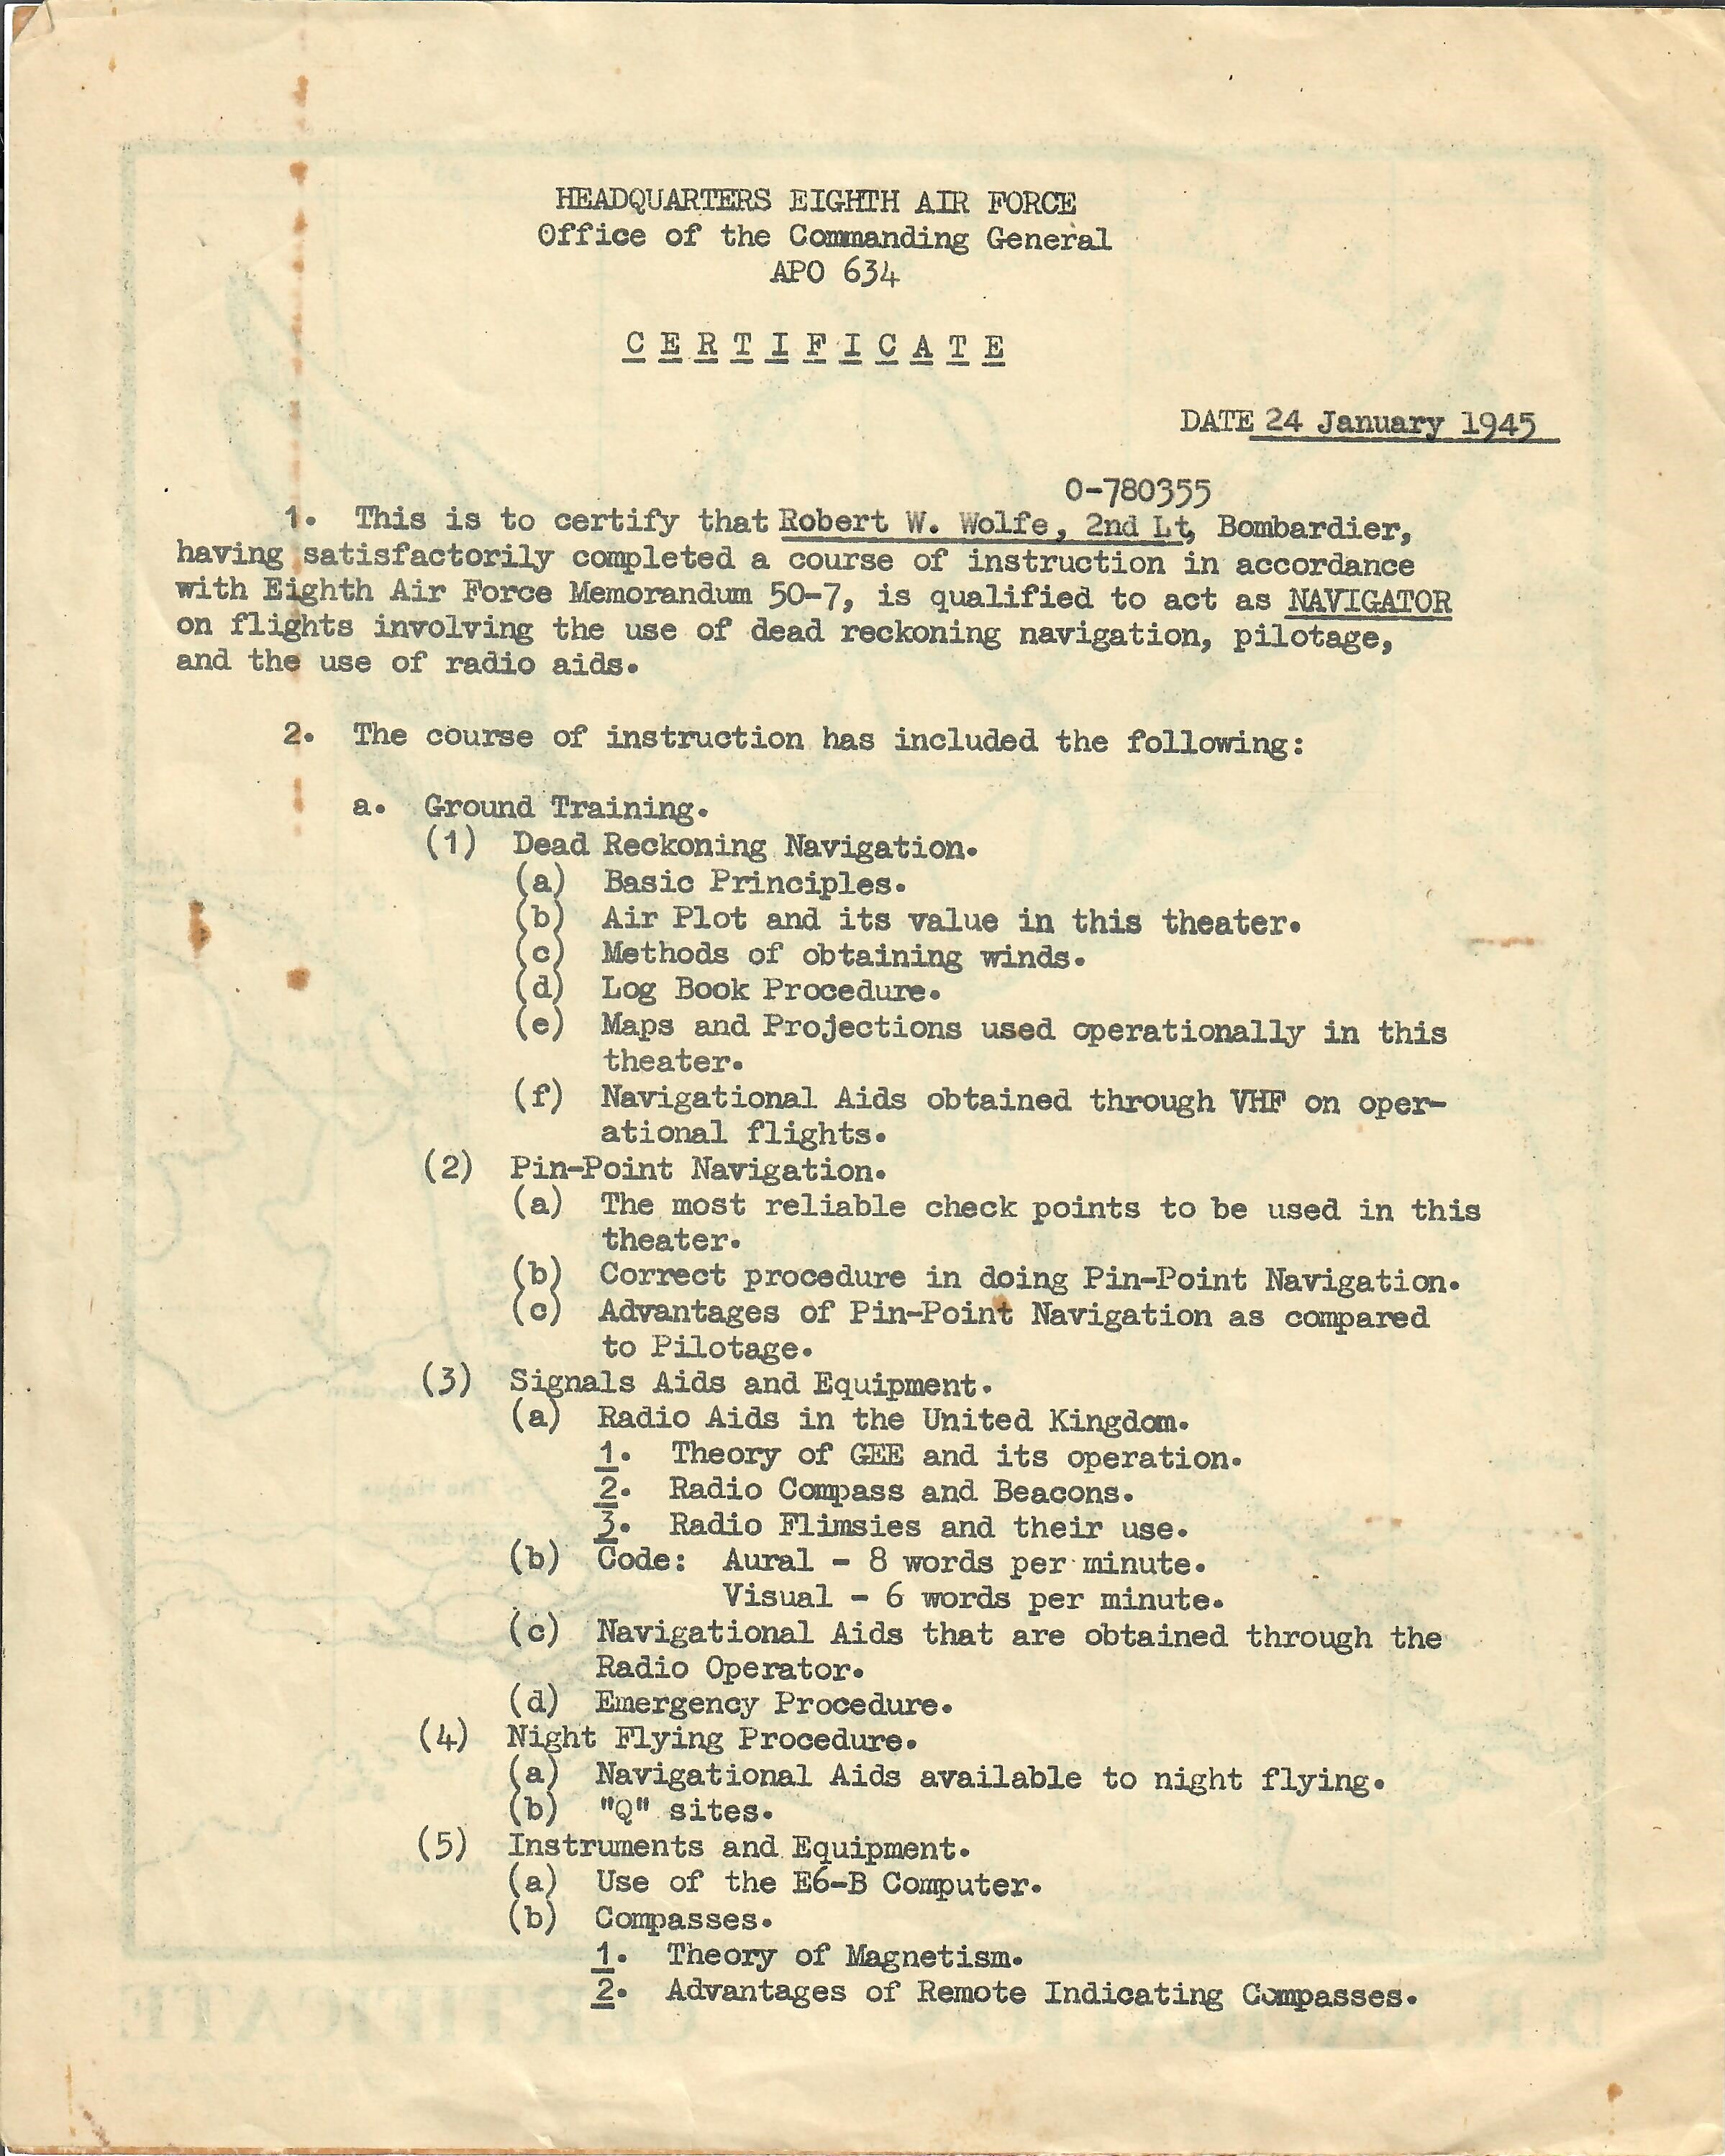 HEADQUARTERS EIGHTH AIR FORCE
Office of the Commanding General
APO 634
C E R T I F I C A T E
DATE 24 January 1945
O-780355
1. This is to certify that Robert W. Wolfe, 2nd Lt, Bombardier,
having satisfactorily completed a course of instruction in accordance
with Eighth Air Force Memorandum 50-7, is qualified to act as NAVIGATOR
on flights involving the use of dead reckoning navigation, pilotage,
and the use of radio aids.
2. The course of instruction has included the following:
a. Ground Training.
(1) Dead Reckoning Navigation.
(a) Basic Principles.
(b) Air Plot and its value in this theater.
(c) Methods of obtaining winds.
(d) Log Book Procedure.
(e) Maps and Projections used operationally in this
theater.
(f) Navigational Aids obtained through VHF on oper-
ational flights.
(2) Pin-Point Navigation.
(a) The most reliable check points to be used in this
theater.
(b) Correct procedure in doing Pin-Point Navigation.
(c) Advantages of Pin-Point Navigation as compared
to Pilotage.
(3) Signals Aids and Equipment.
(a) Radio Aids in the United Kingdom.
1. Theory of GEE and its operation.
2. Radio Compass and Beacons.
3. Radio Flimsies and their use.
(b) Code: Aural - 8 words per minute.
Visual - 6 words per minute.
(c) Navigational Aids that are obtained through the
Radio Operator.
(d) Emergency Procedure.
(4) Night Flying Procedure.
(a) Navigational Aids available to night flying.
(b) "Q" sites.
(5) Instruments and Equipment.
(a) Use of the E6-B Computer.
(b) Compasses.
1. Theory of Magnetism.
2. Advantages of Remote Indicating Compasses.